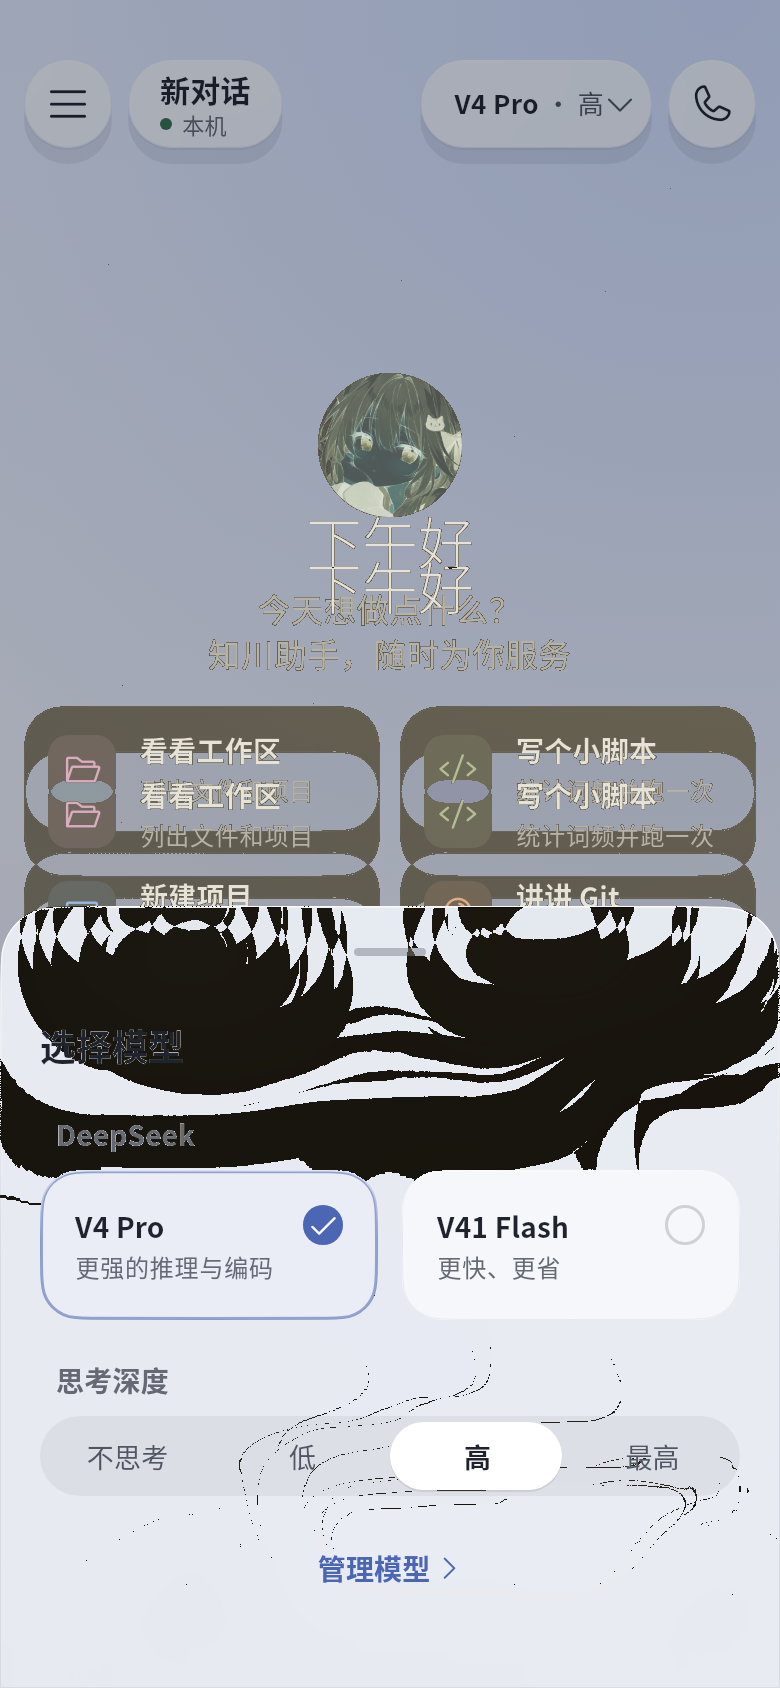 新对话
本机
V4 Pro · 高
下午好
下午好
今天想做点什么？
知川助手，随时为你服务
看看工作区
写个小脚本
看看工作区
写个小脚本
列出文件和项目
统计词频并跑一次
新建项目
讲讲 Git
选择模型
DeepSeek
V4 Pro
更强的推理与编码
V41 Flash
更快、更省
思考深度
不思考
低
高
最高
管理模型